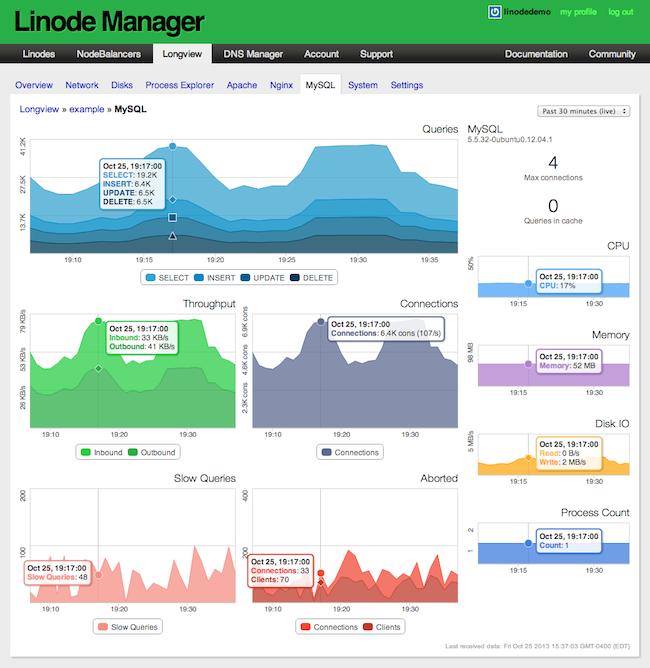 Linode Manager
linodedemo my profile log out
Linodes NodeBalancers Longview DNS Manager Account Support Documentation Community
Overview Network Disks Process Explorer Apache Nginx MySQL System Settings
Longview » example » MySQL
Past 30 minutes (live)
Queries
41.2K
27.5K
13.7K
Oct 25, 19:17:00
SELECT: 19.2K
INSERT: 6.4K
UPDATE: 6.5K
DELETE: 6.5K
19:10 19:15 19:20 19:25 19:30 19:35
SELECT INSERT UPDATE DELETE
MySQL
5.5.32-0ubuntu0.12.04.1
4
Max connections
0
Queries in cache
CPU
50%
Oct 25, 19:17:00
CPU: 17%
19:15 19:30
Throughput
79 KB/s
53 KB/s
26 KB/s
Oct 25, 19:17:00
Inbound: 33 KB/s
Outbound: 41 KB/s
19:10 19:20 19:30
Inbound Outbound
Connections
6.9K cons
4.6K cons
2.3K cons
Oct 25, 19:17:00
Connections: 6.4K cons (107/s)
19:10 19:20 19:30
Connections
Memory
98 MB
Oct 25, 19:17:00
Memory: 52 MB
19:15 19:30
Disk IO
5 MB/s
Oct 25, 19:17:00
Read: 0 B/s
Write: 2 MB/s
19:15 19:30
Slow Queries
200
100
Oct 25, 19:17:00
Slow Queries: 48
19:10 19:20 19:30
Slow Queries
Aborted
400
200
Oct 25, 19:17:00
Connections: 33
Clients: 70
19:10 19:20 19:30
Connections Clients
Process Count
2
1
Oct 25, 19:17:00
Count: 1
19:15 19:30
Last received data: Fri Oct 25 2013 15:37:03 GMT-0400 (EDT)